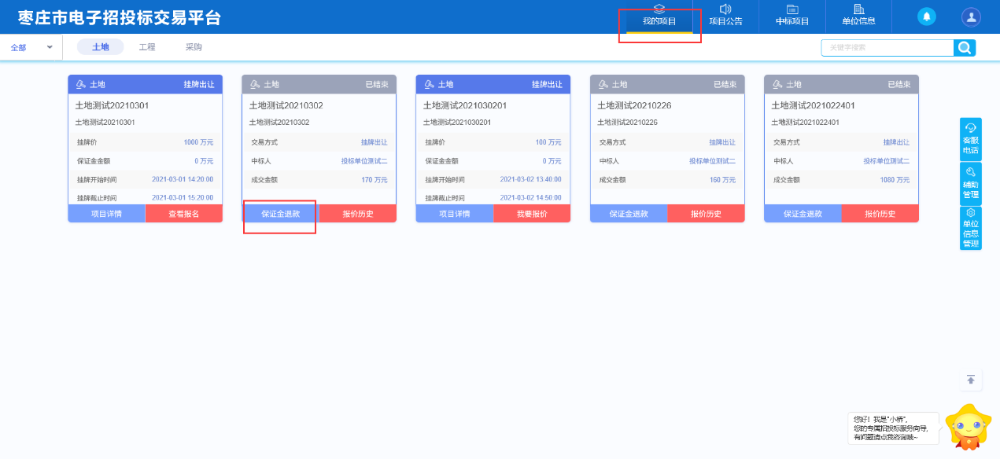 枣庄市电子招投标交易平台
我的项目
项目公告
中标项目
单位信息
全部
土地
工程
采购
关键字搜索
土地 挂牌出让
土地测试20210301
土地测试20210301
挂牌价 1000 万元
保证金金额 0 万元
挂牌开始时间 2021-03-01 14:20:00
挂牌截止时间 2021-03-01 15:20:00
项目详情 查看报名
土地 已结束
土地测试20210302
土地测试20210302
交易方式 挂牌出让
中标人 投标单位测试二
成交金额 170 万元
保证金退款 报价历史
土地 挂牌出让
土地测试2021030201
土地测试2021030201
挂牌价 100 万元
保证金金额 0 万元
挂牌开始时间 2021-03-02 13:40:00
挂牌截止时间 2021-03-02 14:50:00
项目详情 我要报价
土地 已结束
土地测试20210226
土地测试20210226
交易方式 挂牌出让
中标人 投标单位测试二
成交金额 160 万元
保证金退款 报价历史
土地 已结束
土地测试2021022401
土地测试2021022401
交易方式 挂牌出让
中标人 投标单位测试二
成交金额 1080 万元
保证金退款 报价历史
客服
电话
辅助
管理
单位
信息
管理
您好！我是"小桥",
您的专属招投标服务向导,
有问题请点我咨询哦~